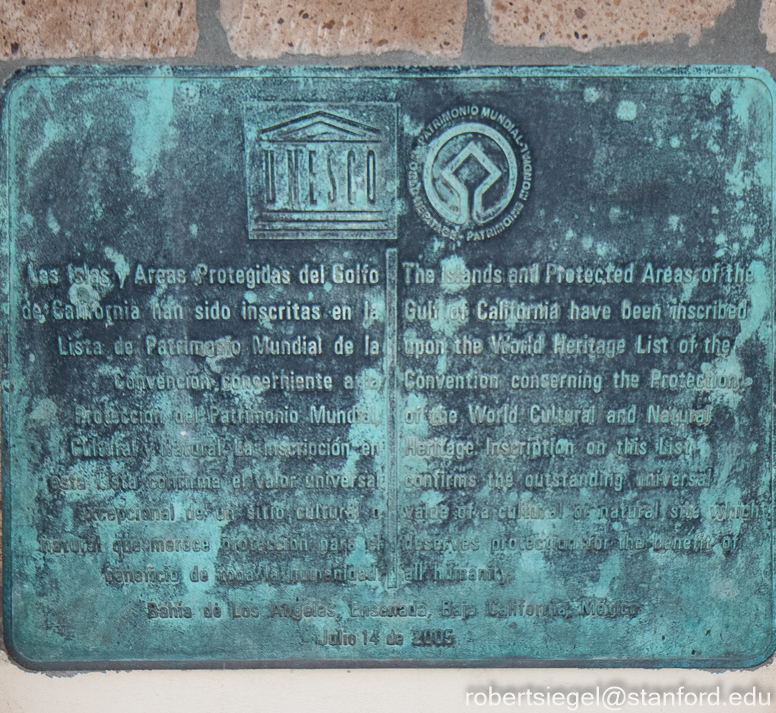 UNESCO
PATRIMONIO MUNDIAL
WORLD HERITAGE
PATRIMOINE MONDIAL
Las Islas y Areas Protegidas del Golfo
de California han sido inscritas en la
Lista de Patrimonio Mundial de la
Convención conserniente a la
Protección del Patrimonio Mundial,
Cultural y Natural. La inscripción en
esta Lista confirma el valor universal
excepcional de un sitio cultural o
natural que merece protección para el
beneficio de toda la humanidad.
The Islands and Protected Areas of the
Gulf of California have been inscribed
upon the World Heritage List of the
Convention conserning the Protection
of the World Cultural and Natural
Heritage. Inscription on this List
confirms the outstanding universal
value of a cultural or natural site which
deserves protection for the benefit of
all humanity.
Bahía de Los Angeles, Ensenada, Baja California, México
Julio 14 de 2005
robertsiegel@stanford.edu